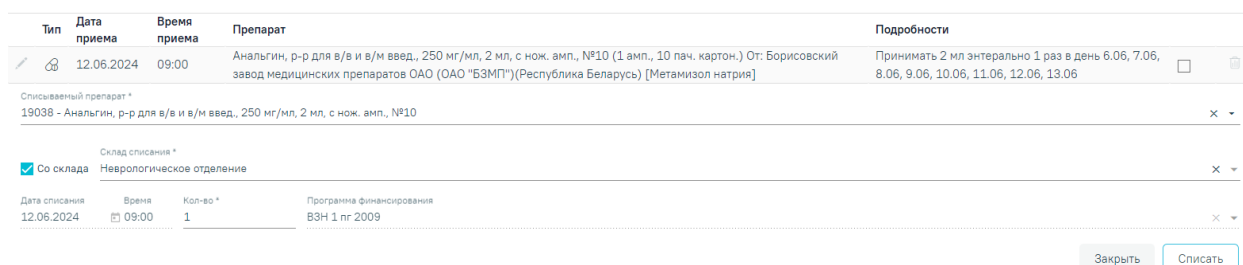 Тип Дата приема Время приема Препарат Подробности
12.06.2024 09:00 Анальгин, р-р для в/в и в/м введ., 250 мг/мл, 2 мл, с нож. амп., №10 (1 амп., 10 пач. картон.) От: Борисовский Принимать 2 мл энтерально 1 раз в день 6.06, 7.06,
завод медицинских препаратов ОАО (ОАО "БЗМП")(Республика Беларусь) [Метамизол натрия] 8.06, 9.06, 10.06, 11.06, 12.06, 13.06
Списываемый препарат *
19038 - Анальгин, р-р для в/в и в/м введ., 250 мг/мл, 2 мл, с нож. амп., №10
Склад списания *
Со склада Неврологическое отделение
Дата списания Время Кол-во * Программа финансирования
12.06.2024 09:00 1 ВЗН 1 пг 2009
Закрыть Списать